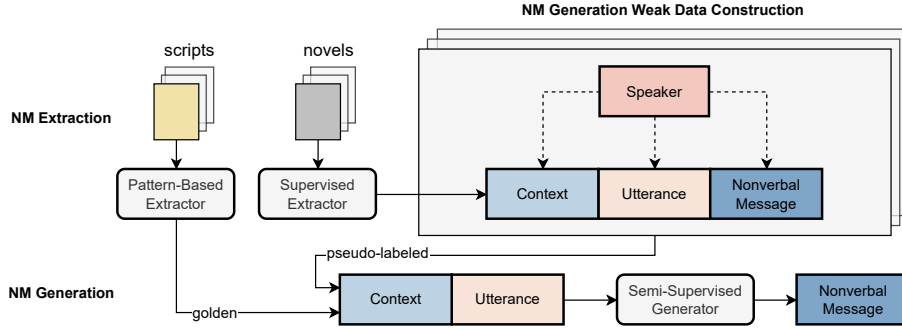 NM Generation Weak Data Construction
scripts
novels
Speaker
NM Extraction
Pattern-Based
Extractor
Supervised
Extractor
Context
Utterance
Nonverbal
Message
pseudo-labeled
NM Generation
golden
Context
Utterance
Semi-Supervised
Generator
Nonverbal
Message